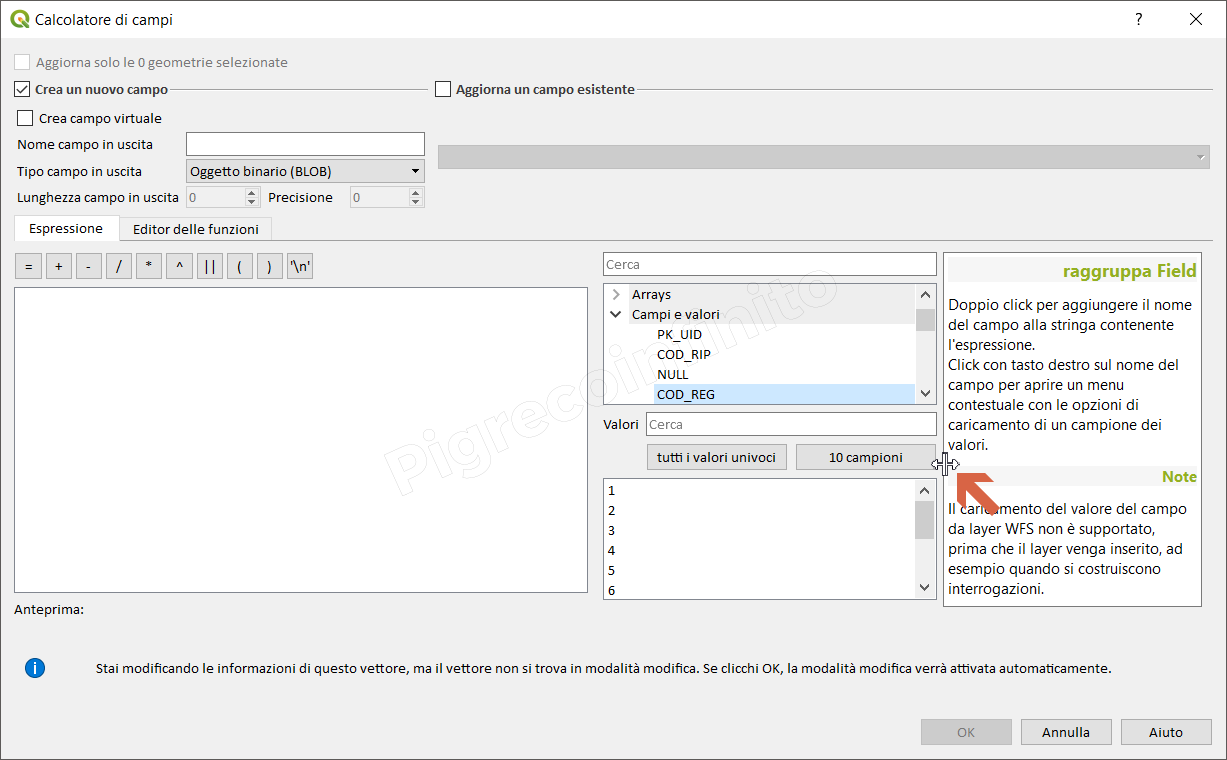 Calcolatore di campi
?
Aggiorna solo le 0 geometrie selezionate
Crea un nuovo campo
Aggiorna un campo esistente
Crea campo virtuale
Nome campo in uscita
Tipo campo in uscita
Oggetto binario (BLOB)
Lunghezza campo in uscita
0
Precisione
0
Espressione
Editor delle funzioni
= + - / * ^ || ( ) '\n'
Cerca
Arrays
Campi e valori
PK_UID
COD_RIP
NULL
COD_REG
Valori
Cerca
tutti i valori univoci
10 campioni
1
2
3
4
5
6
raggruppa Field
Doppio click per aggiungere il nome
del campo alla stringa contenente
l'espressione.
Click con tasto destro sul nome del
campo per aprire un menu
contestuale con le opzioni di
caricamento di un campione dei
valori.
Note
Il caricamento del valore del campo
da layer WFS non è supportato,
prima che il layer venga inserito, ad
esempio quando si costruiscono
interrogazioni.
Pigrecoinfinito
Anteprima:
i
Stai modificando le informazioni di questo vettore, ma il vettore non si trova in modalità modifica. Se clicchi OK, la modalità modifica verrà attivata automaticamente.
OK
Annulla
Aiuto